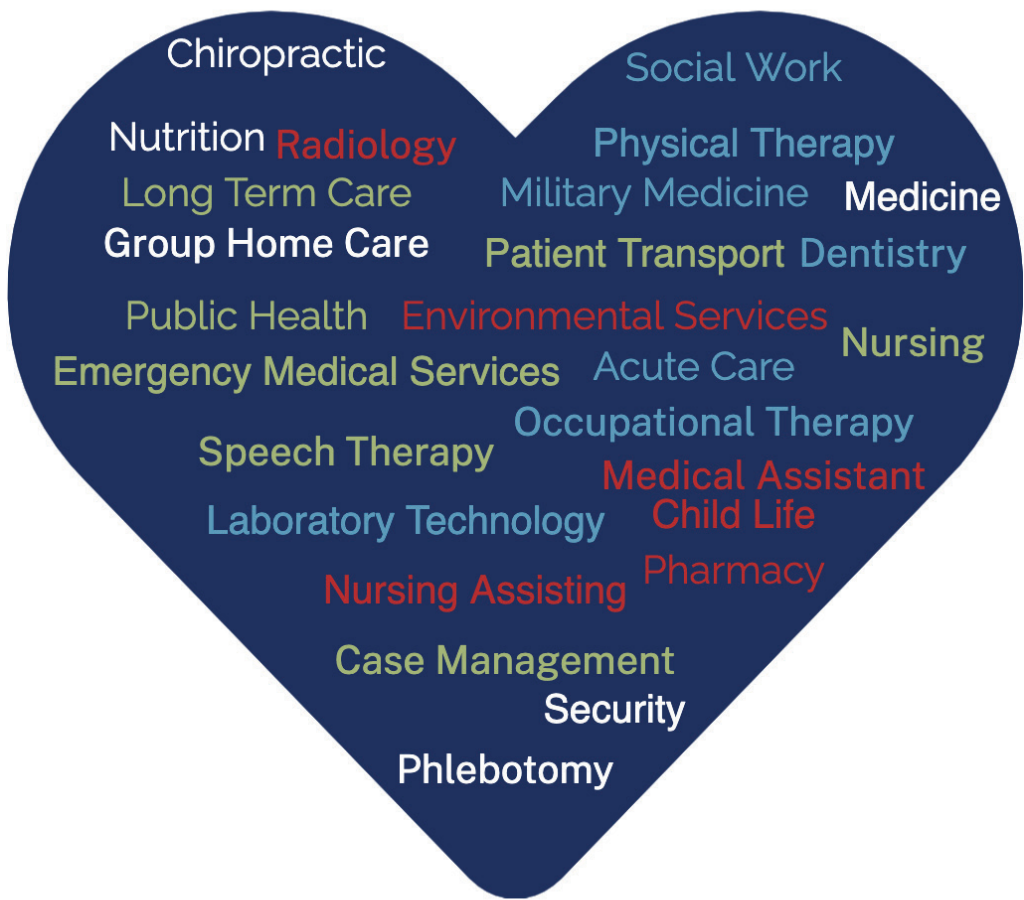 Chiropractic
Social Work
Nutrition Radiology
Physical Therapy
Long Term Care
Military Medicine
Medicine
Group Home Care
Patient Transport Dentistry
Public Health
Environmental Services
Nursing
Emergency Medical Services
Acute Care
Occupational Therapy
Speech Therapy
Medical Assistant
Laboratory Technology
Child Life
Pharmacy
Nursing Assisting
Case Management
Security
Phlebotomy